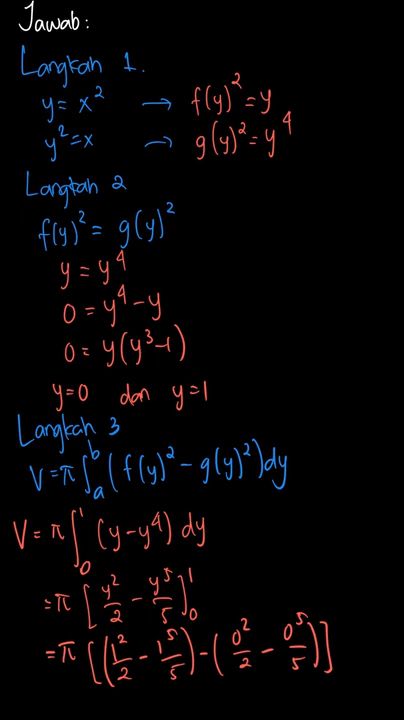 Jawab:
Langkah 1.
y = x² → f(y)² = y
y² = x → g(y)² = y⁴
Langkah 2
f(y)² = g(y)²
y = y⁴
0 = y⁴ - y
0 = y(y³-1)
y=0 dan y=1
Langkah 3
V = π ∫ₐᵇ (f(y)² - g(y)²) dy
V = π ∫₀¹ (y - y⁴) dy
= π [y²/2 - y⁵/5]₀¹
= π [(1²/2 - 1⁵/5) - (0²/2 - 0⁵/5)]